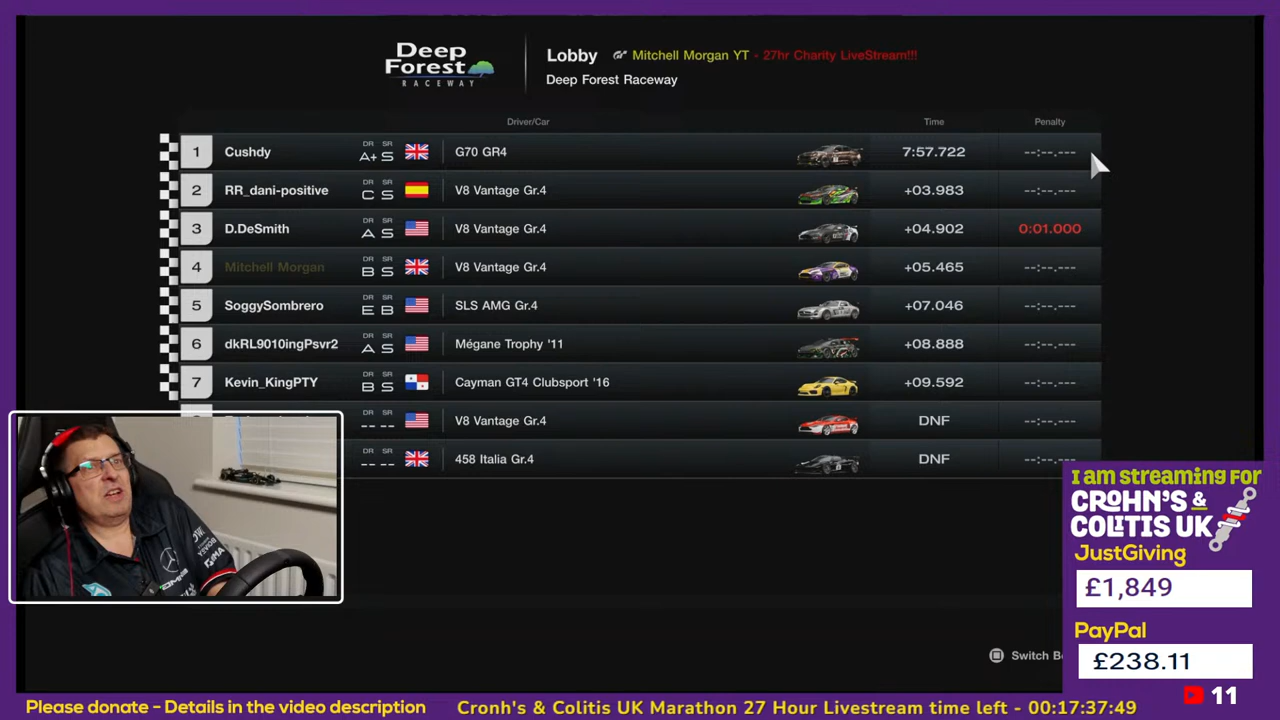 Deep
Forest
RACEWAY
Lobby Mitchell Morgan YT - 27hr Charity LiveStream!!!
Deep Forest Raceway
Driver/Car Time Penalty
1 Cushdy DR A+ SR S G70 GR4 7:57.722 --:--.---
2 RR_dani-positive DR C SR S V8 Vantage Gr.4 +03.983 --:--.---
3 D.DeSmith DR A SR S V8 Vantage Gr.4 +04.902 0:01.000
4 Mitchell Morgan DR B SR S V8 Vantage Gr.4 +05.465 --:--.---
5 SoggySombrero DR E SR B SLS AMG Gr.4 +07.046 --:--.---
6 dkRL9010ingPsvr2 DR A SR S Mégane Trophy '11 +08.888 --:--.---
7 Kevin_KingPTY DR B SR S Cayman GT4 Clubsport '16 +09.592 --:--.---
DR -- SR -- V8 Vantage Gr.4 DNF --:--.---
DR -- SR -- 458 Italia Gr.4 DNF --:--.---
I am streaming FOR
CROHN'S &
COLITIS UK
JustGiving
£1,849
PayPal
£238.11
Switch
11
Please donate - Details in the video description Cronh's & Colitis UK Marathon 27 Hour Livestream time left - 00:17:37:49